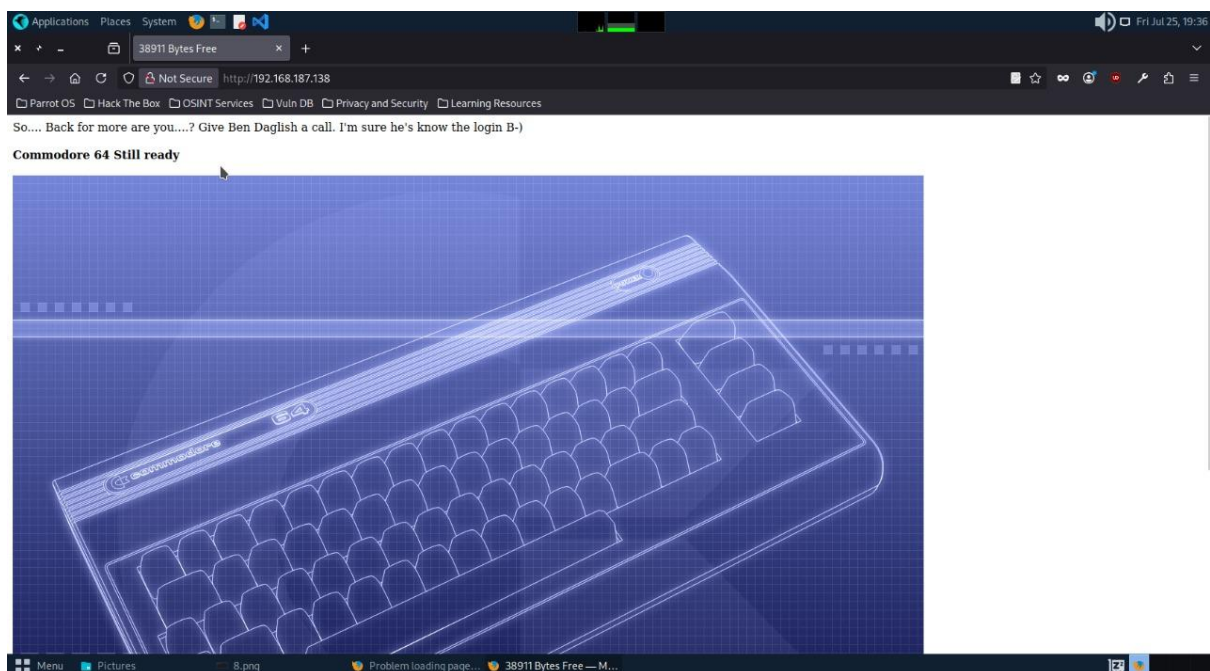 Applications Places System Fri Jul 25, 19:36
38911 Bytes Free
Not Secure http://192.168.187.138
Parrot OS Hack The Box OSINT Services Vuln DB Privacy and Security Learning Resources
So.... Back for more are you....? Give Ben Daglish a call. I'm sure he's know the login B-)
Commodore 64 Still ready
64
commodore
Menu Pictures 8.png Problem loading page... 38911 Bytes Free — M...